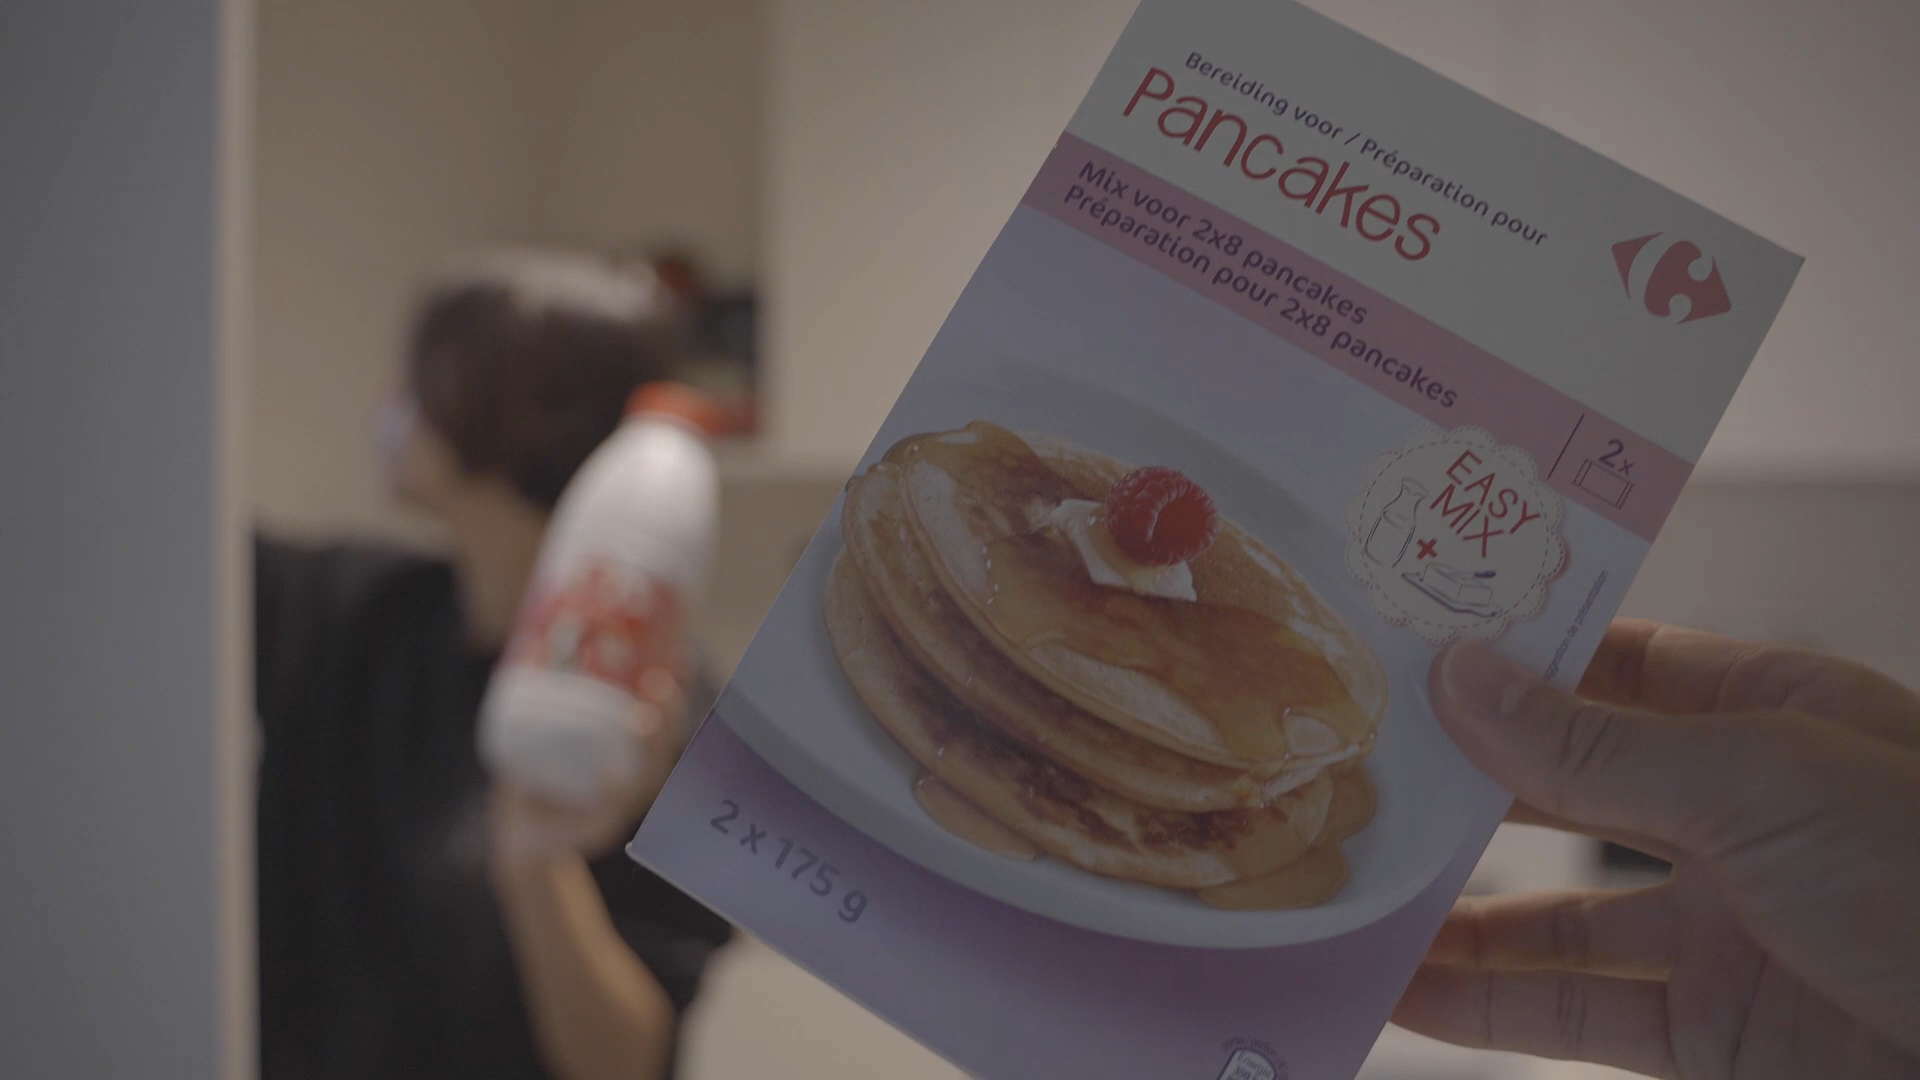 Bereiding voor / Préparation pour
Pancakes
Mix voor 2x8 pancakes
Préparation pour 2x8 pancakes
2x
EASY
MIX
2 x 175 g